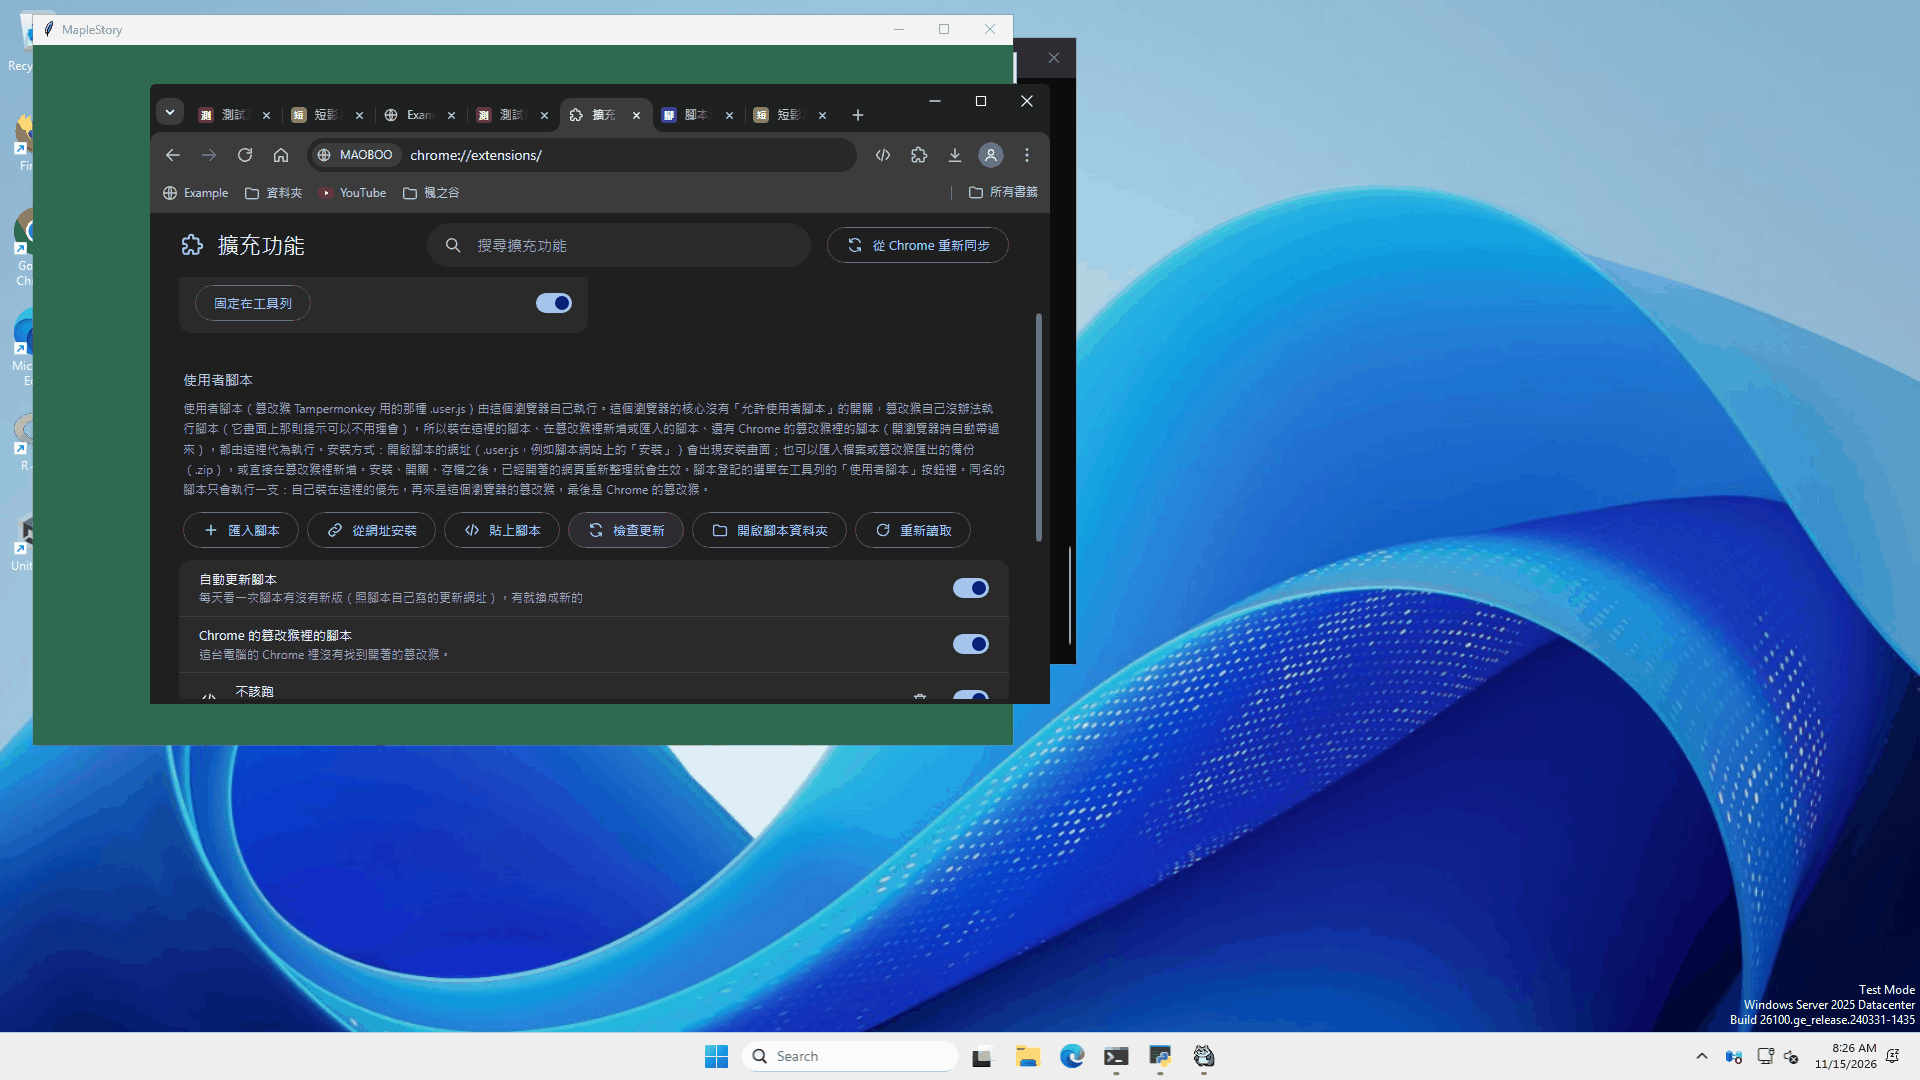 MapleStory
測試
短影
Exam
測試
擴充
腳本
短影
MAOBOO
chrome://extensions/
Example
資料夾
YouTube
楓之谷
所有書籤
擴充功能
搜尋擴充功能
從 Chrome 重新同步
固定在工具列
使用者腳本
使用者腳本（篡改猴 Tampermonkey 用的那種 .user.js）由這個瀏覽器自己執行。這個瀏覽器的核心沒有「允許使用者腳本」的開關，篡改猴自己沒辦法執
行腳本（它畫面上那則提示可以不用理會），所以裝在這裡的腳本、在篡改猴裡新增或匯入的腳本、還有 Chrome 的篡改猴裡的腳本（開瀏覽器時自動帶過
來），都由這裡代為執行。安裝方式：開啟腳本的網址（.user.js，例如腳本網站上的「安裝」）會出現安裝畫面；也可以匯入檔案或篡改猴匯出的備份
（.zip），或直接在篡改猴裡新增。安裝、開關、存檔之後，已經開著的網頁重新整理就會生效。腳本登記的選單在工具列的「使用者腳本」按鈕裡。同名的
腳本只會執行一支：自己裝在這裡的優先，再來是這個瀏覽器的篡改猴，最後是 Chrome 的篡改猴。
匯入腳本
從網址安裝
貼上腳本
檢查更新
開啟腳本資料夾
重新讀取
自動更新腳本
每天看一次腳本有沒有新版（照腳本自己寫的更新網址），有就換成新的
Chrome 的篡改猴裡的腳本
這台電腦的 Chrome 裡沒有找到開著的篡改猴。
不該跑
Recy
Fir
Go
Ch
Mic
Ed
R
Unit
Test Mode
Windows Server 2025 Datacenter
Build 26100.ge_release.240331-1435
Search
8:26 AM
11/15/2026